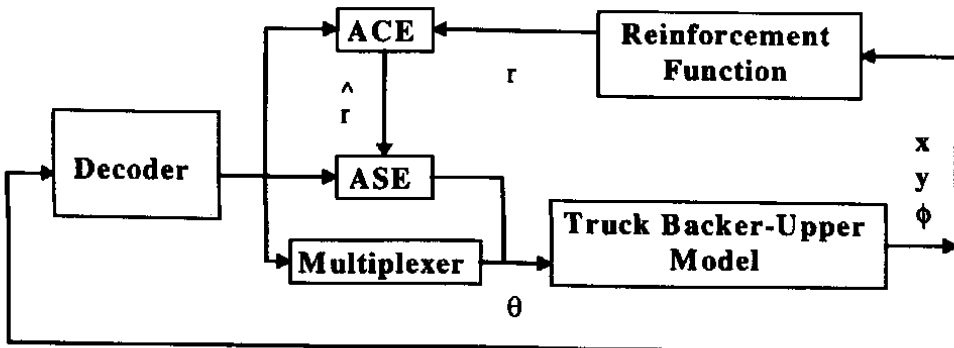 ACE
Reinforcement
Function
r
^
r
Decoder
ASE
x
y
ϕ
Truck Backer-Upper
Model
Multiplexer
θ